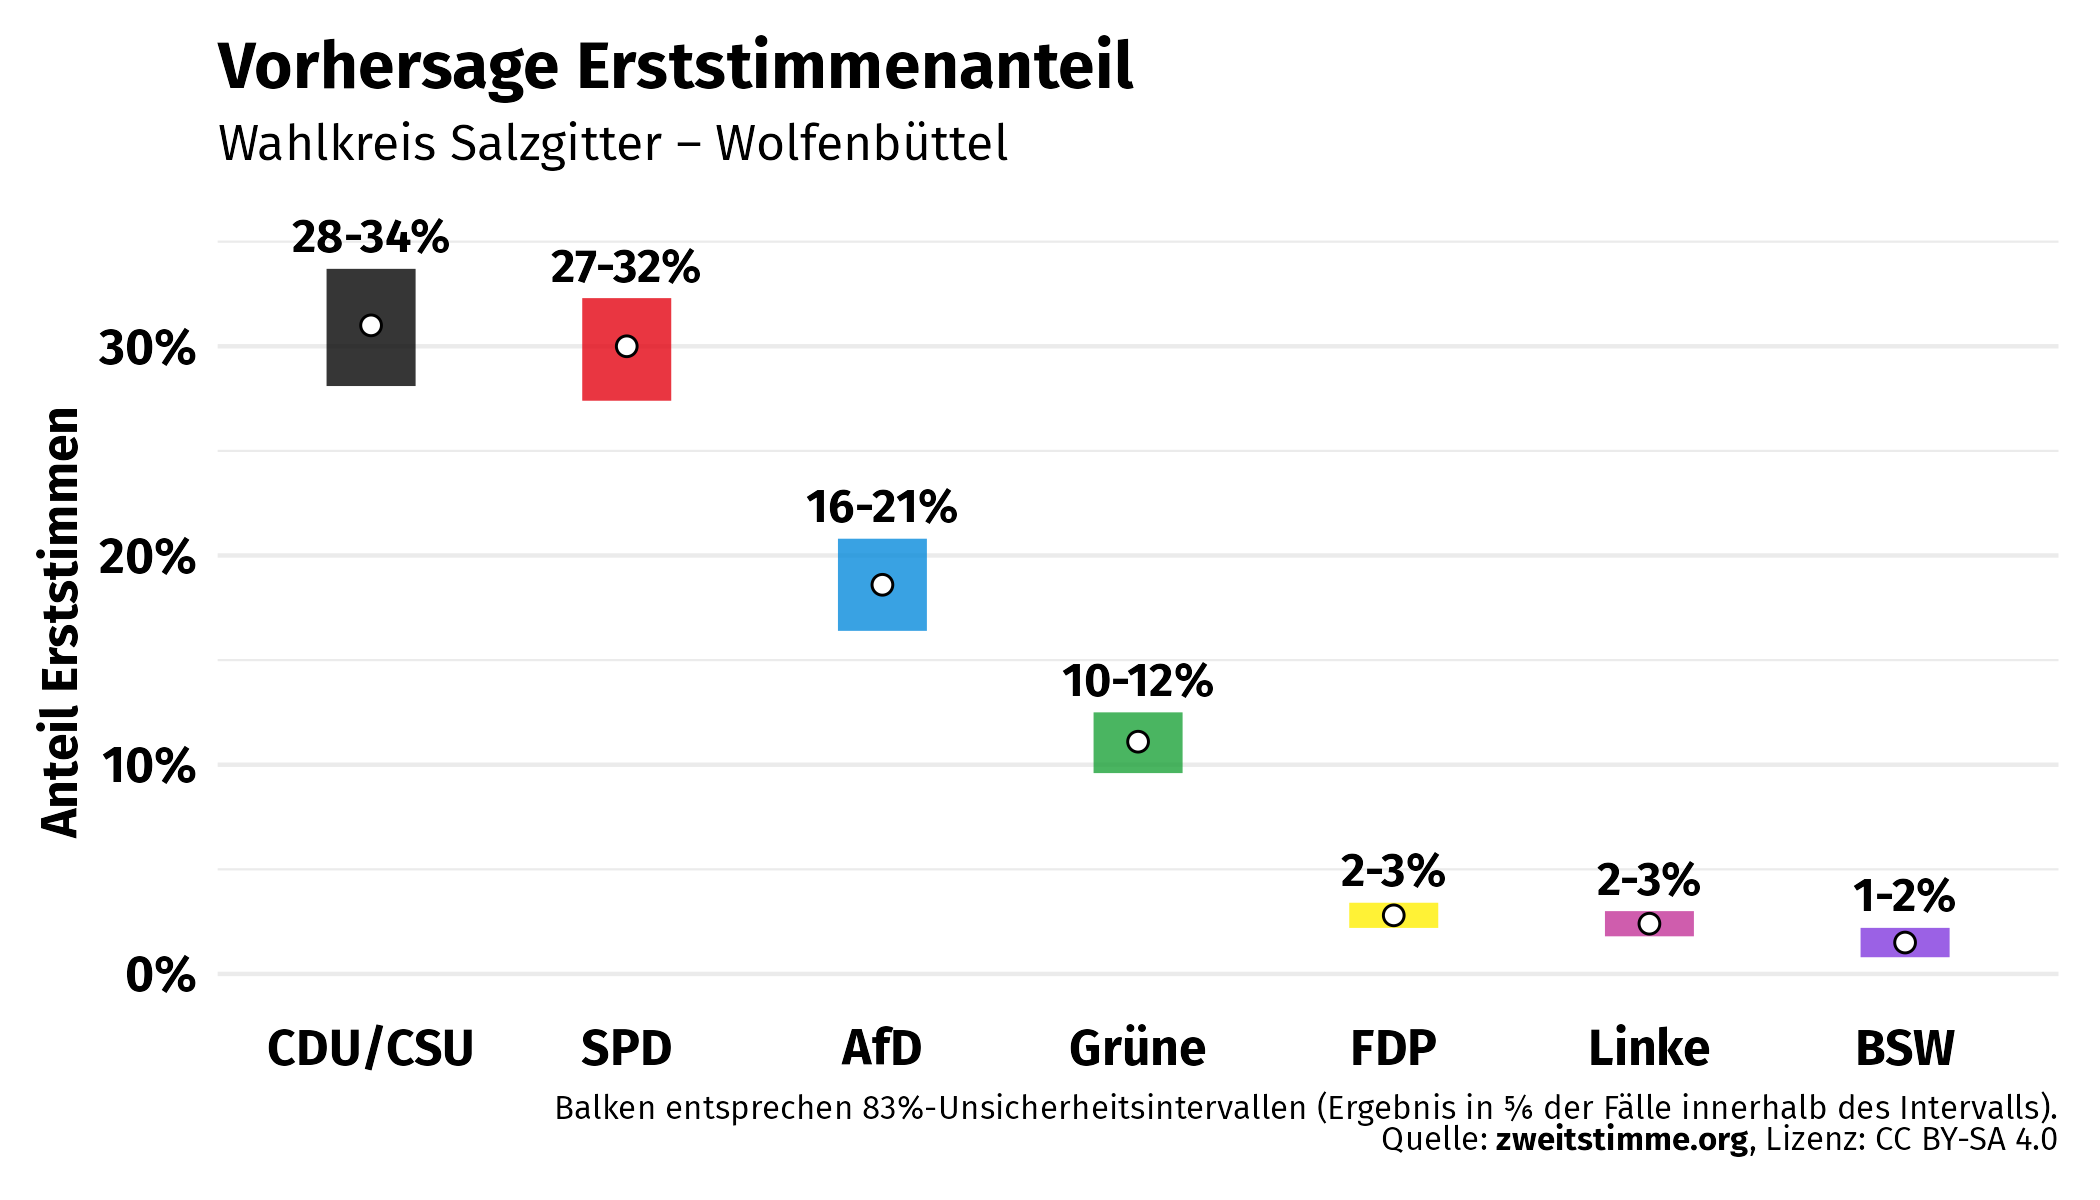 Vorhersage Erststimmenanteil
Wahlkreis Salzgitter – Wolfenbüttel
28-34%
27-32%
30%
16-21%
20%
Anteil Erststimmen
10-12%
10%
2-3%
2-3%
1-2%
0%
CDU/CSU SPD AfD Grüne FDP Linke BSW
Balken entsprechen 83%-Unsicherheitsintervallen (Ergebnis in ⅚ der Fälle innerhalb des Intervalls).
Quelle: zweitstimme.org, Lizenz: CC BY-SA 4.0